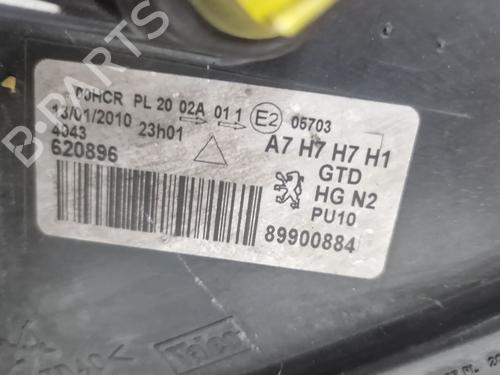 00HCR PL 20 02A 01 1 E2 05703
13/01/2010 23h01
4043
620896
A7 H7 H7 H1
GTD
HG N2
PU10
89900884
B-PARTS